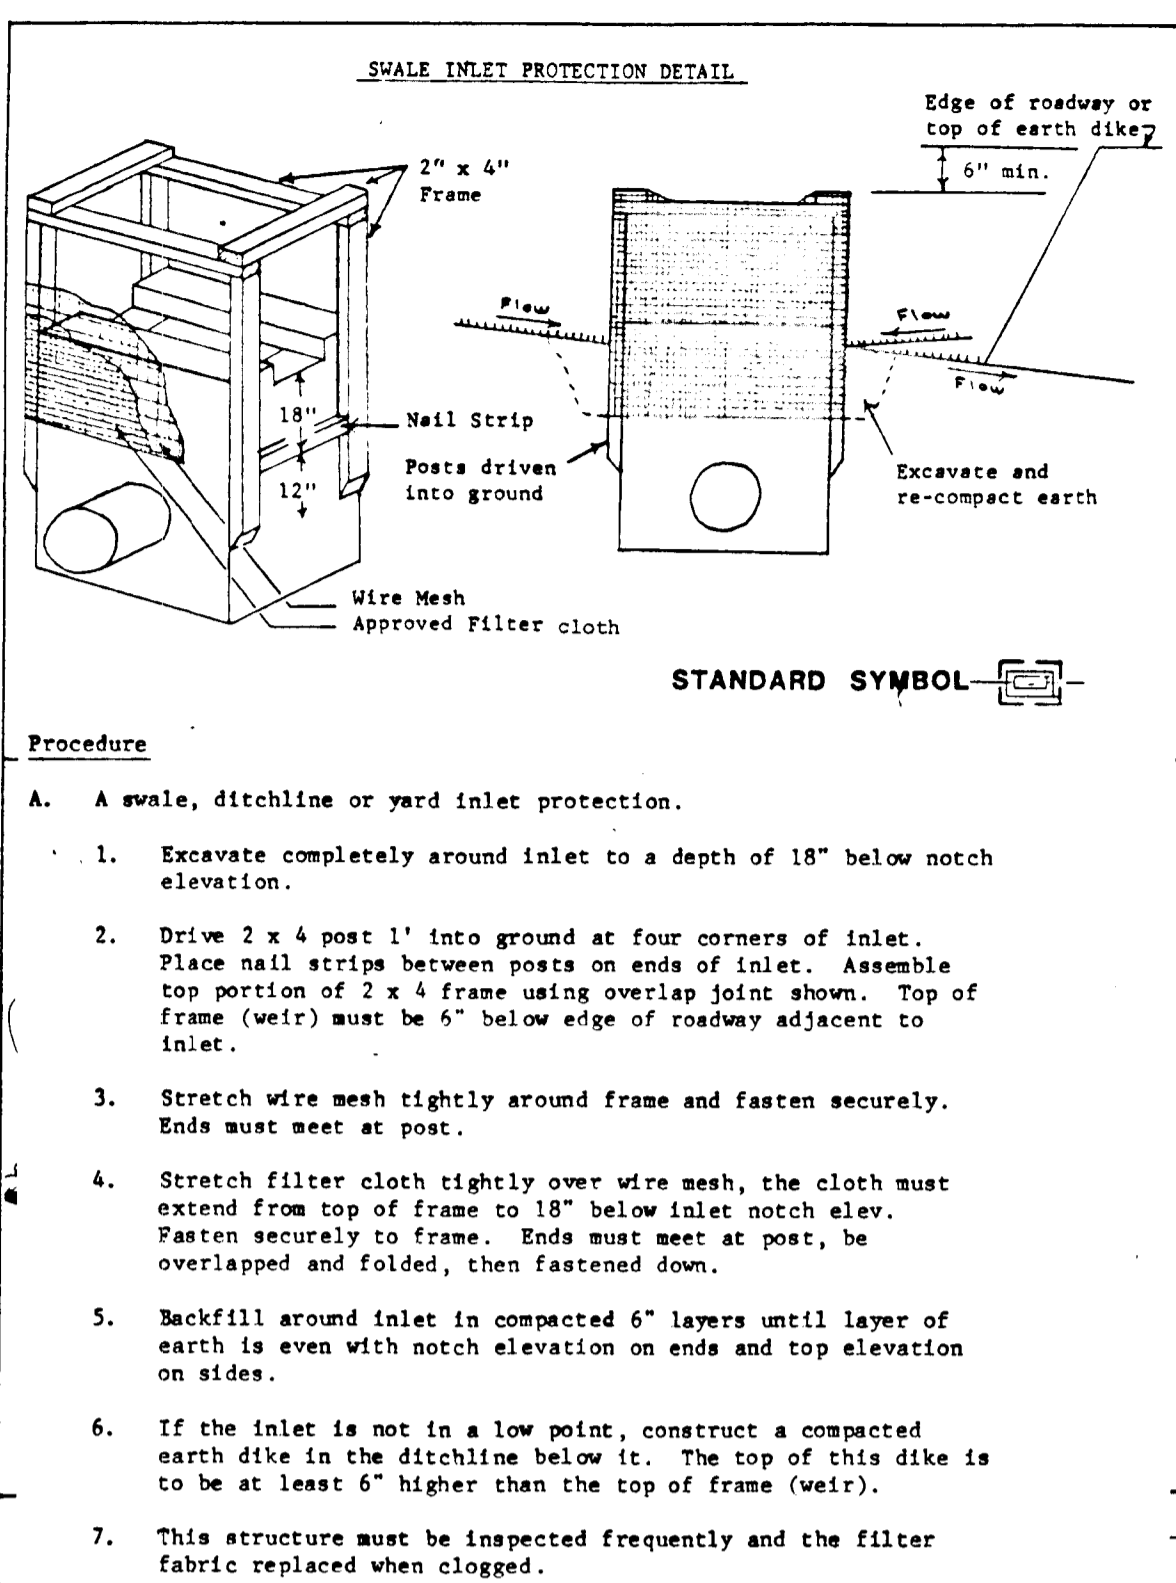 SWALE INLET PROTECTION DETAIL
Edge of roadway or
top of earth dike
6" min.
2" x 4"
Frame
Flow
Flow
Flow
18"
Nail Strip
12"
Posts driven
into ground
Excavate and
re-compact earth
Wire Mesh
Approved Filter cloth
STANDARD SYMBOL
Procedure
A. A swale, ditchline or yard inlet protection.
1. Excavate completely around inlet to a depth of 18" below notch
elevation.
2. Drive 2 x 4 post 1' into ground at four corners of inlet.
Place nail strips between posts on ends of inlet. Assemble
top portion of 2 x 4 frame using overlap joint shown. Top of
frame (weir) must be 6" below edge of roadway adjacent to
inlet.
3. Stretch wire mesh tightly around frame and fasten securely.
Ends must meet at post.
4. Stretch filter cloth tightly over wire mesh, the cloth must
extend from top of frame to 18" below inlet notch elev.
Fasten securely to frame. Ends must meet at post, be
overlapped and folded, then fastened down.
5. Backfill around inlet in compacted 6" layers until layer of
earth is even with notch elevation on ends and top elevation
on sides.
6. If the inlet is not in a low point, construct a compacted
earth dike in the ditchline below it. The top of this dike is
to be at least 6" higher than the top of frame (weir).
7. This structure must be inspected frequently and the filter
fabric replaced when clogged.